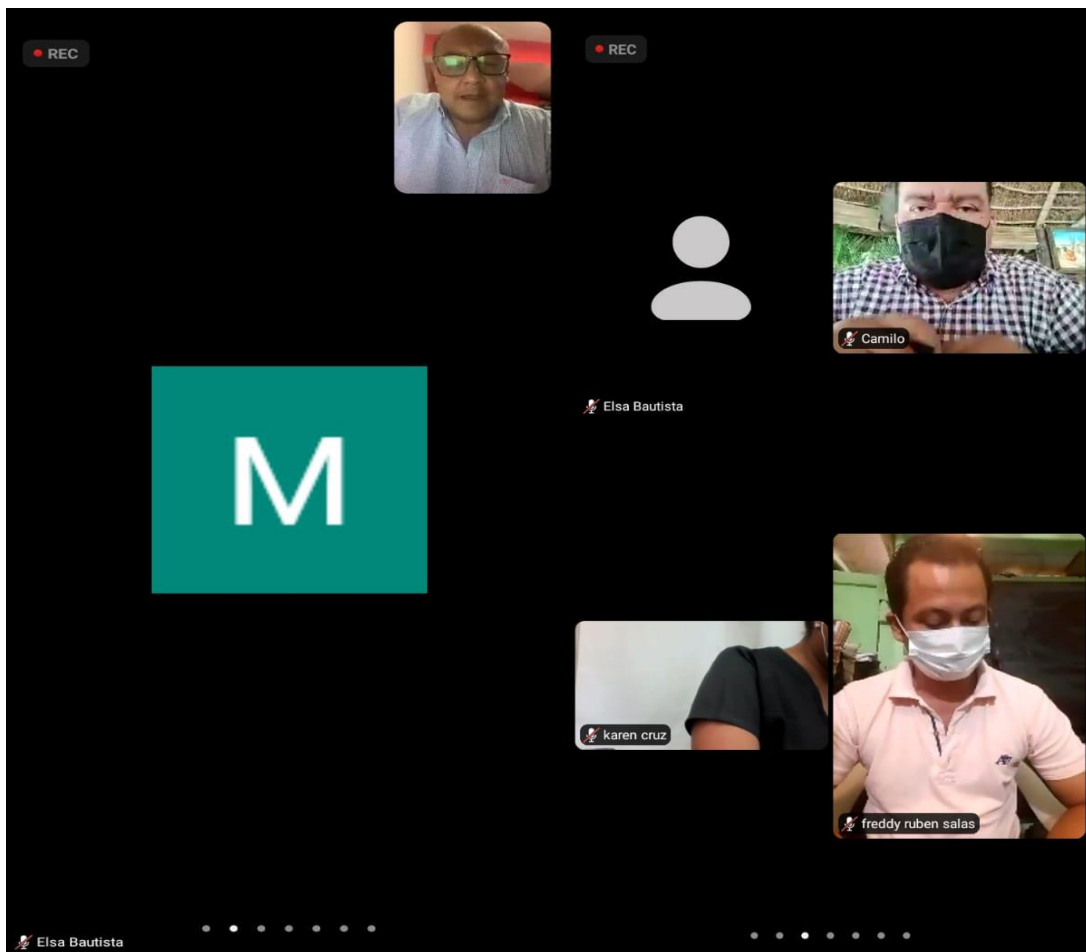 REC
M
Elsa Bautista
REC
Camilo
Elsa Bautista
karen cruz
freddy ruben salas